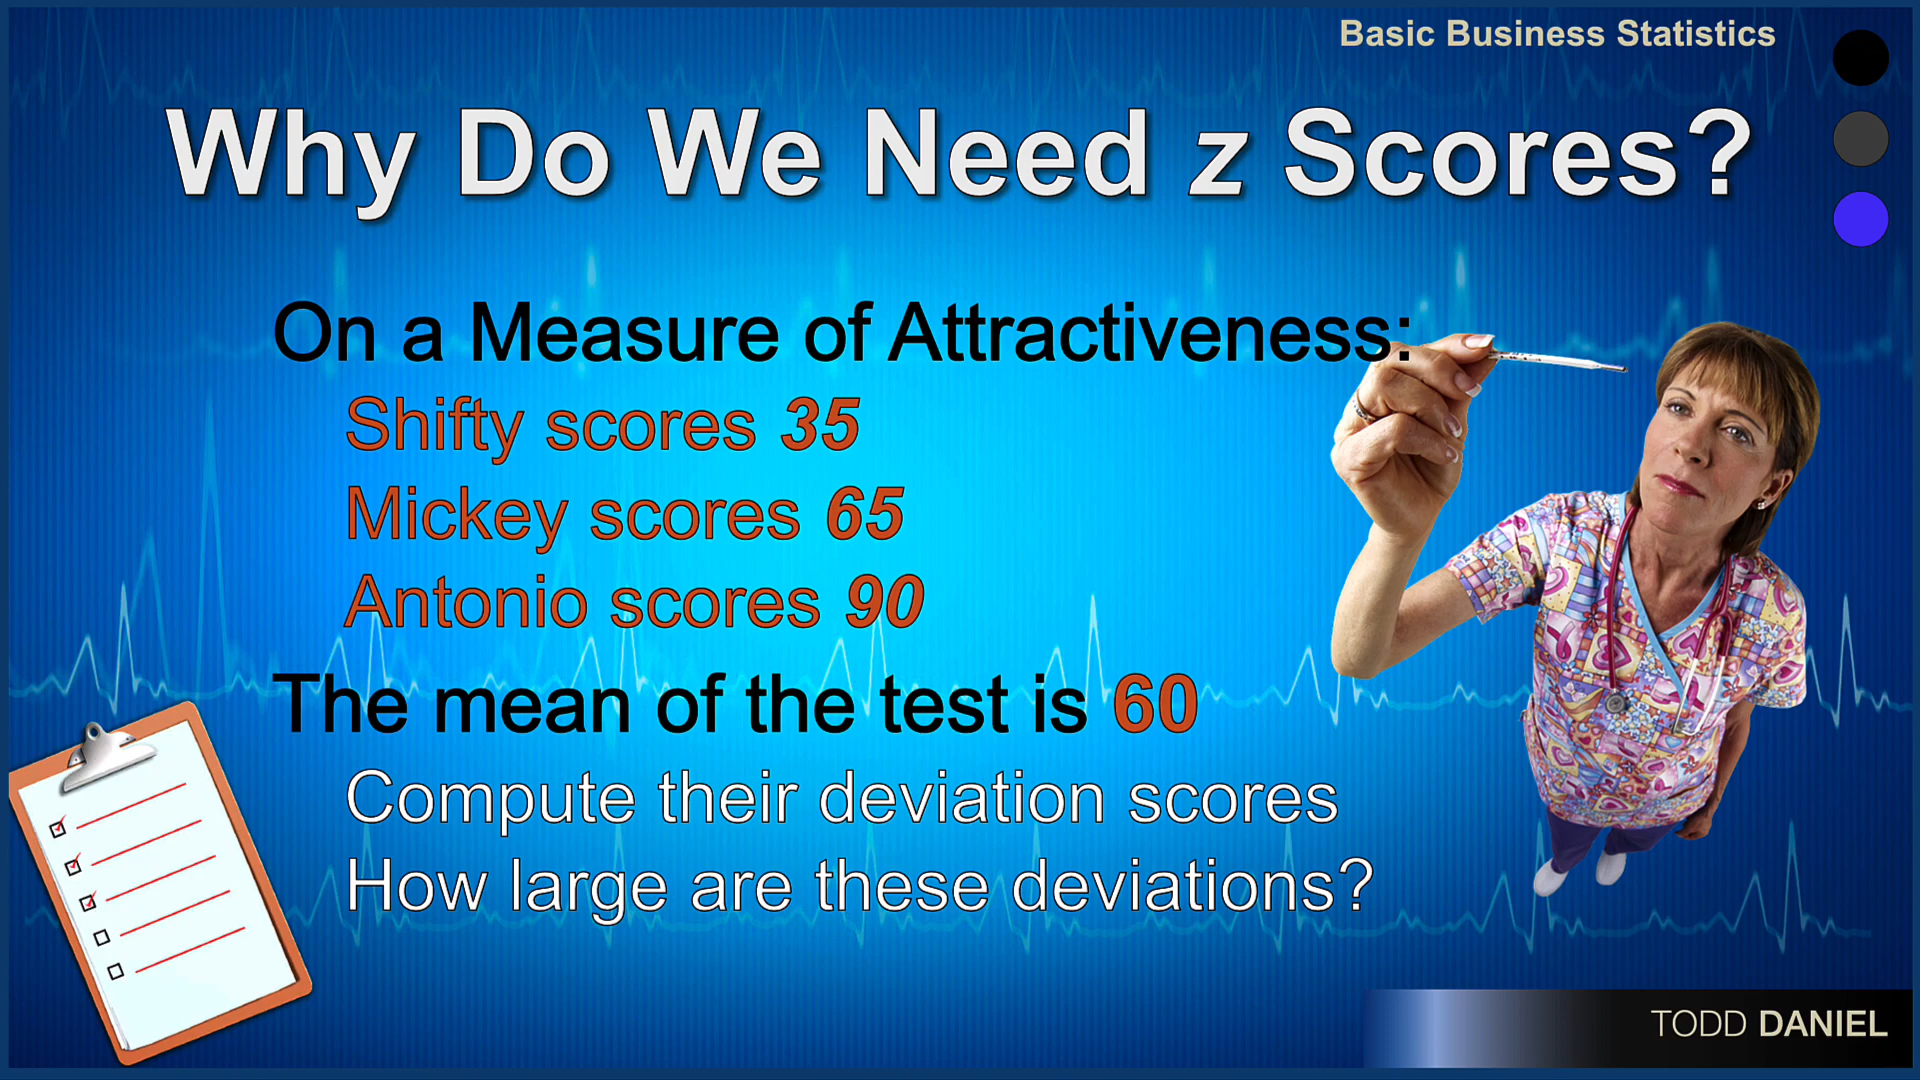 Basic Business Statistics
Why Do We Need z Scores?
On a Measure of Attractiveness:
Shifty scores 35
Mickey scores 65
Antonio scores 90
The mean of the test is 60
Compute their deviation scores
How large are these deviations?
TODD DANIEL